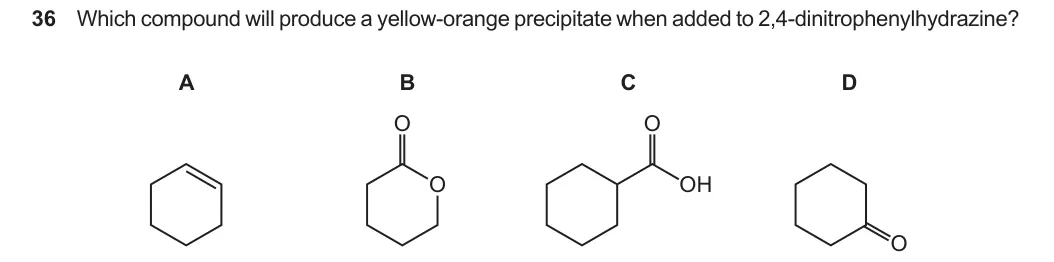 36 Which compound will produce a yellow-orange precipitate when added to 2,4-dinitrophenylhydrazine?
A B C D
O O
O OH
O